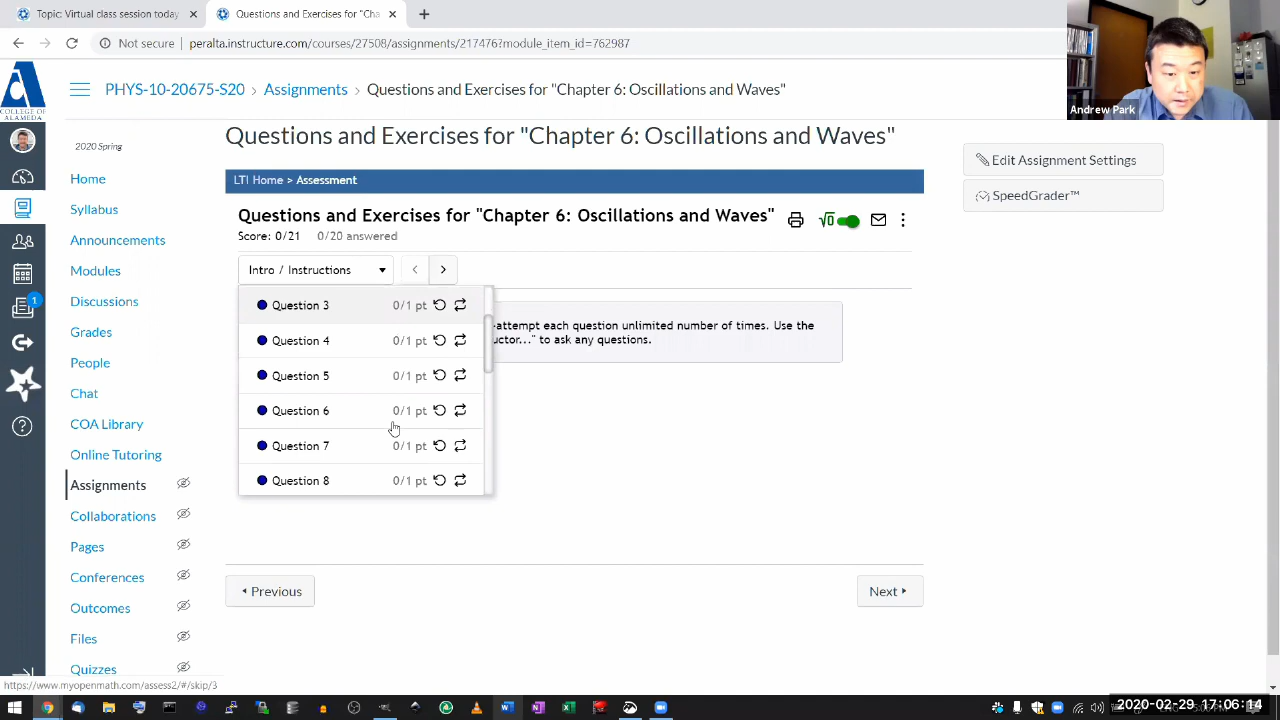 Topic: Video session today
Questions for "Cha
Not secure
peralta.instructure.com/courses/27508/assignments/217476?module_item_id=762987
Andrew Park
COLLEGE OF
ALAMEDA
PHYS-10-20675-S20 > Assignments > Questions and Exercises for "Chapter 6: Oscillations and Waves"
Questions and Exercises for "Chapter 6: Oscillations and Waves"
2020 Spring
Home
Syllabus
Announcements
Modules
Discussions
Grades
People
Chat
COA Library
Online Tutoring
Assignments
Collaborations
Pages
Conferences
Outcomes
Files
Quizzes
1
LTI Home > Assessment
Questions and Exercises for "Chapter 6: Oscillations and Waves"
Score: 0/21 0/20 answered
√0
Intro / Instructions
Question 3 0/1 pt
Question 4 0/1 pt
Question 5 0/1 pt
Question 6 0/1 pt
Question 7 0/1 pt
Question 8 0/1 pt
-attempt each question unlimited number of times. Use the
uctor..." to ask any questions.
Previous
Next
Edit Assignment Settings
SpeedGrader™
https://www.myopenmath.com/assess2/#/skip/3
2020-02-29 17:06:14